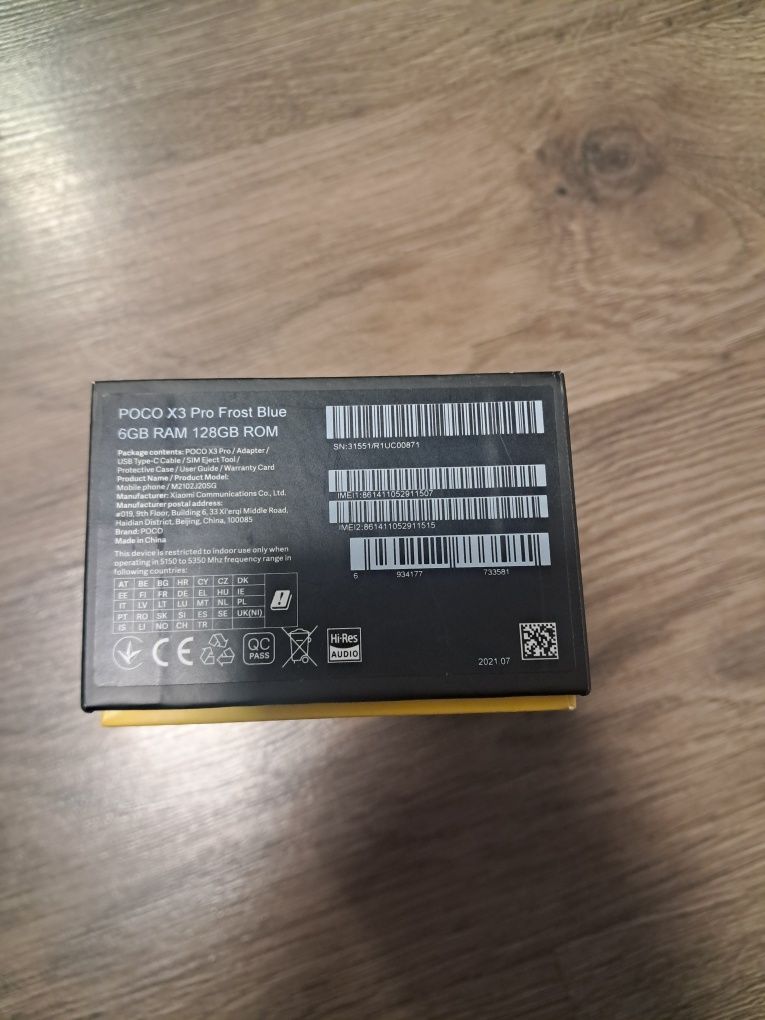 POCO X3 Pro Frost Blue
6GB RAM 128GB ROM
Package contents: POCO X3 Pro / Adapter /
USB Type-C Cable / SIM Eject Tool /
Protective Case / User Guide / Warranty Card
Product Name / Product Model:
Mobile phone / M2102J20SG
Manufacturer: Xiaomi Communications Co., Ltd.
Manufacturer postal address:
#019, 9th Floor, Building 6, 33 Xi'erqi Middle Road,
Haidian District, Beijing, China, 100085
Brand: POCO
Made in China
This device is restricted to indoor use only when
operating in 5150 to 5350 Mhz frequency range in
following countries:
AT BE BG HR CY CZ DK
EE FI FR DE EL HU IE
IT LV LT LU MT NL PL
PT RO SK SI ES SE UK(NI)
IS LI NO CH TR
CE
QC
PASS
Hi-Res
AUDIO
SN:31551/R1UC00871
IMEI1:861411052911507
IMEI2:861411052911515
6 934177 733581
2021.07